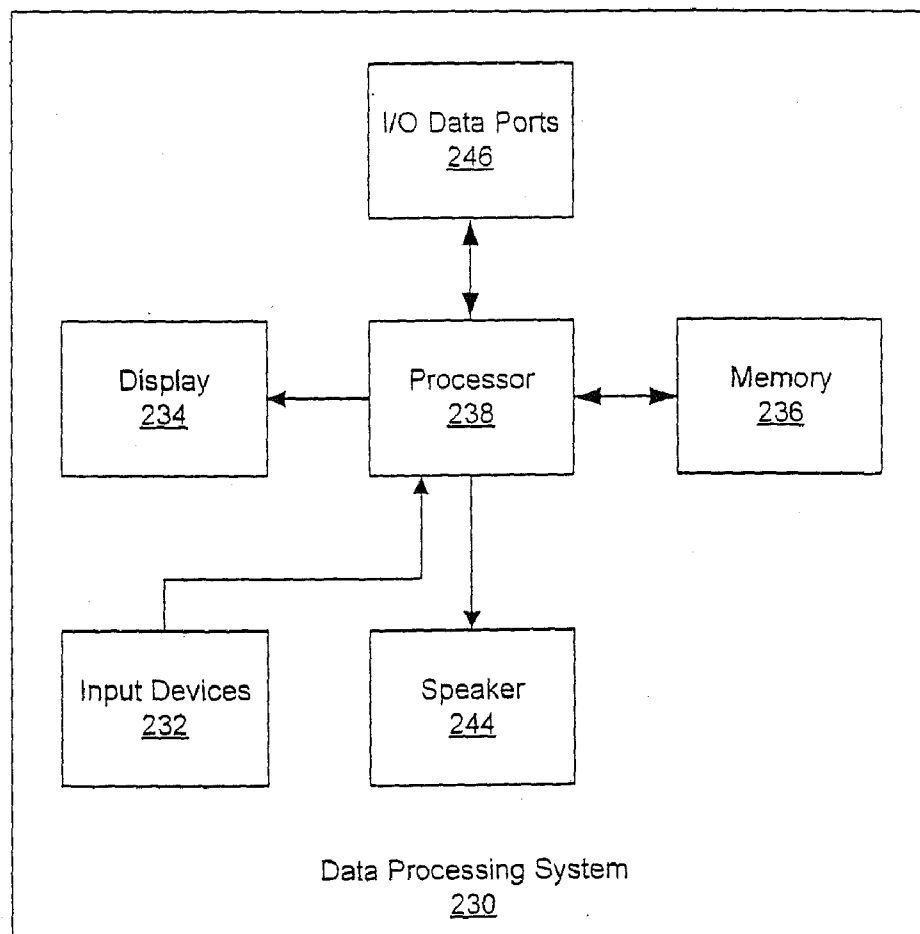 I/O Data Ports
246
Display
234
Processor
238
Memory
236
Input Devices
232
Speaker
244
Data Processing System
230